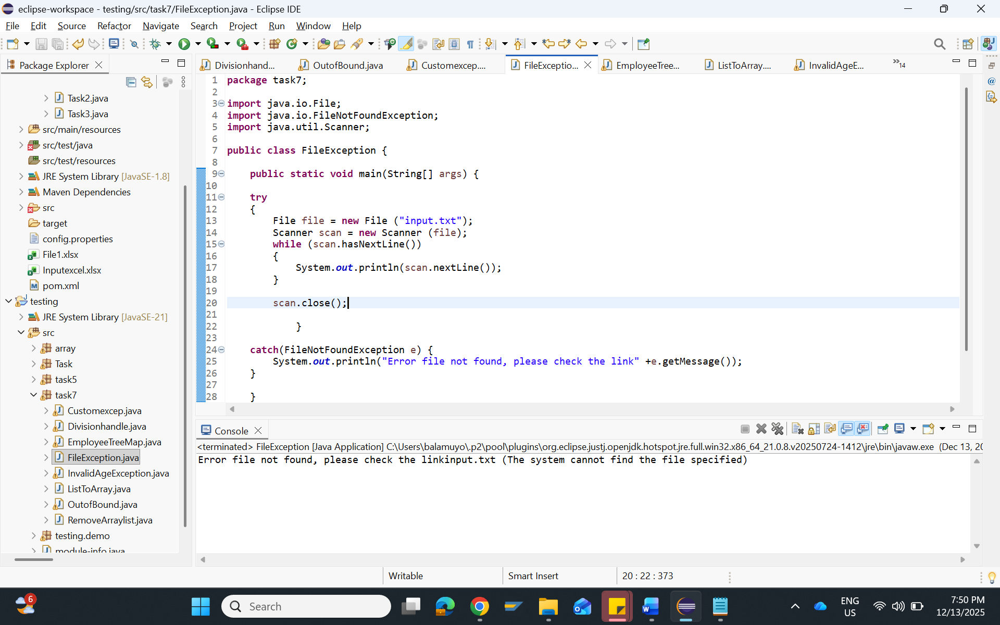 eclipse-workspace - testing/src/task7/FileException.java - Eclipse IDE
File Edit Source Refactor Navigate Search Project Run Window Help
Package Explorer
Task2.java
Task3.java
src/main/resources
src/test/java
src/test/resources
JRE System Library [JavaSE-1.8]
Maven Dependencies
src
target
config.properties
File1.xlsx
Inputexcel.xlsx
pom.xml
testing
JRE System Library [JavaSE-21]
src
array
Task
task5
task7
Customexcep.java
Divisionhandle.java
EmployeeTreeMap.java
FileException.java
InvalidAgeException.java
ListToArray.java
OutofBound.java
RemoveArraylist.java
testing.demo
module-info.java
Divisionhand... OutofBound.java Customexcep.... FileExceptio... EmployeeTree... ListToArray.... InvalidAgeE... »14
1 package task7;
2
3 import java.io.File;
4 import java.io.FileNotFoundException;
5 import java.util.Scanner;
6
7 public class FileException {
8
9 public static void main(String[] args) {
10
11 try
12 {
13 File file = new File ("input.txt");
14 Scanner scan = new Scanner (file);
15 while (scan.hasNextLine())
16 {
17 System.out.println(scan.nextLine());
18 }
19
20 scan.close();
21
22 }
23
24 catch(FileNotFoundException e) {
25 System.out.println("Error file not found, please check the link" +e.getMessage());
26 }
27
28 }
Console
<terminated> FileException [Java Application] C:\Users\balamuyo\.p2\pool\plugins\org.eclipse.justj.openjdk.hotspot.jre.full.win32.x86_64_21.0.8.v20250724-1412\jre\bin\javaw.exe (Dec 13, 20
Error file not found, please check the linkinput.txt (The system cannot find the file specified)
Writable Smart Insert 20 : 22 : 373
6
Search
ENG
US
7:50 PM
12/13/2025